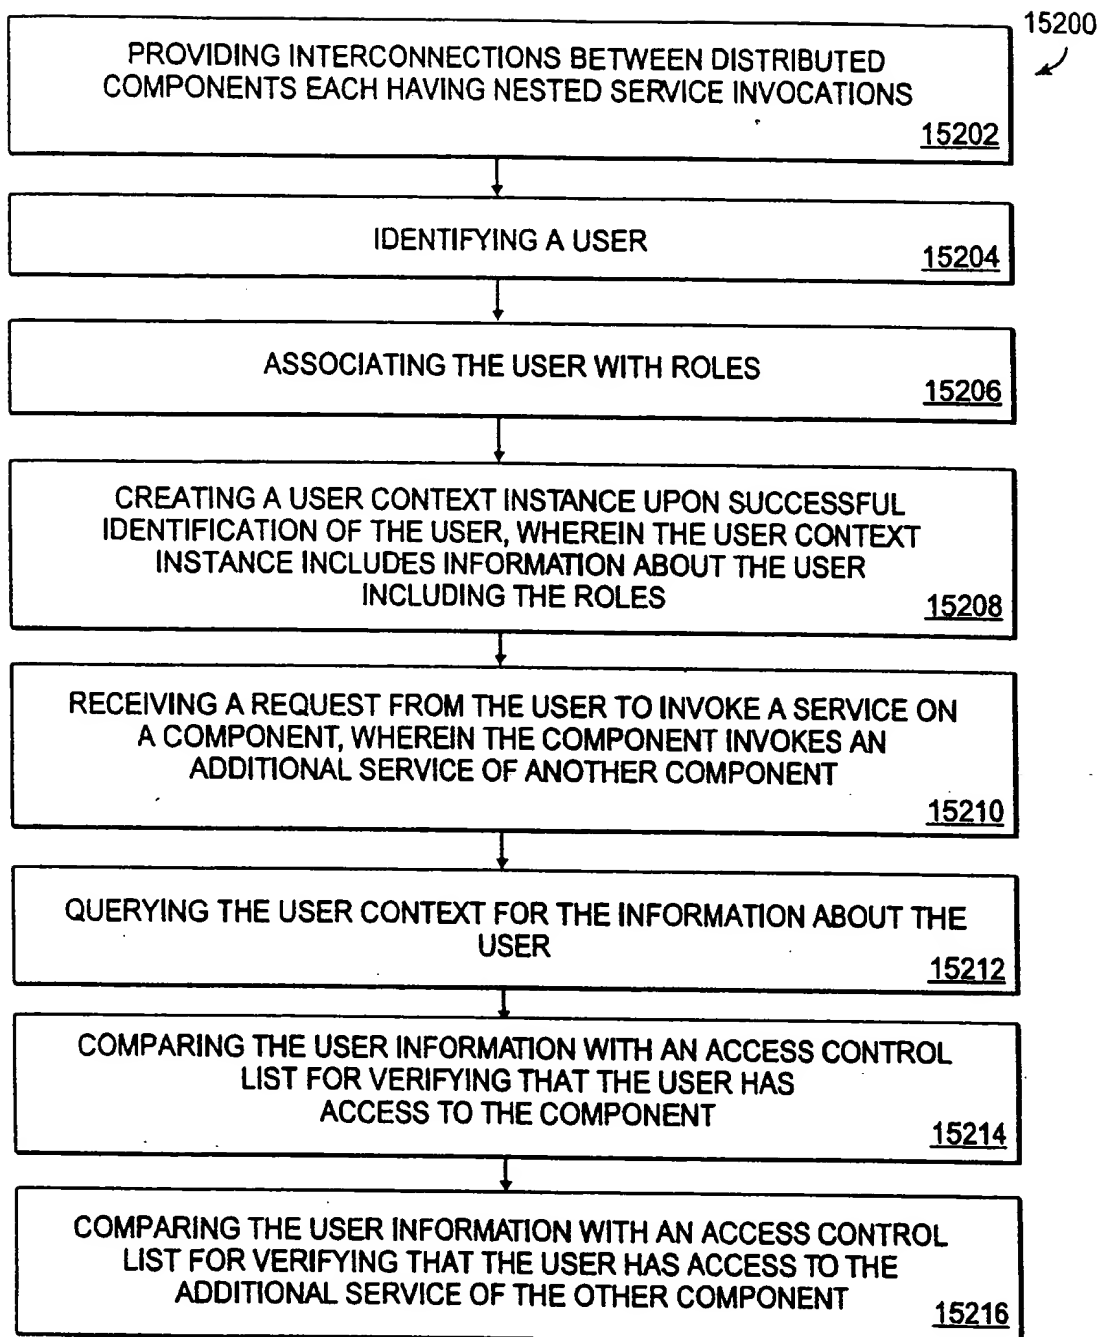 15200
PROVIDING INTERCONNECTIONS BETWEEN DISTRIBUTED
COMPONENTS EACH HAVING NESTED SERVICE INVOCATIONS
15202
IDENTIFYING A USER
15204
ASSOCIATING THE USER WITH ROLES
15206
CREATING A USER CONTEXT INSTANCE UPON SUCCESSFUL
IDENTIFICATION OF THE USER, WHEREIN THE USER CONTEXT
INSTANCE INCLUDES INFORMATION ABOUT THE USER
INCLUDING THE ROLES
15208
RECEIVING A REQUEST FROM THE USER TO INVOKE A SERVICE ON
A COMPONENT, WHEREIN THE COMPONENT INVOKES AN
ADDITIONAL SERVICE OF ANOTHER COMPONENT
15210
QUERYING THE USER CONTEXT FOR THE INFORMATION ABOUT THE
USER
15212
COMPARING THE USER INFORMATION WITH AN ACCESS CONTROL
LIST FOR VERIFYING THAT THE USER HAS
ACCESS TO THE COMPONENT
15214
COMPARING THE USER INFORMATION WITH AN ACCESS CONTROL
LIST FOR VERIFYING THAT THE USER HAS ACCESS TO THE
ADDITIONAL SERVICE OF THE OTHER COMPONENT
15216